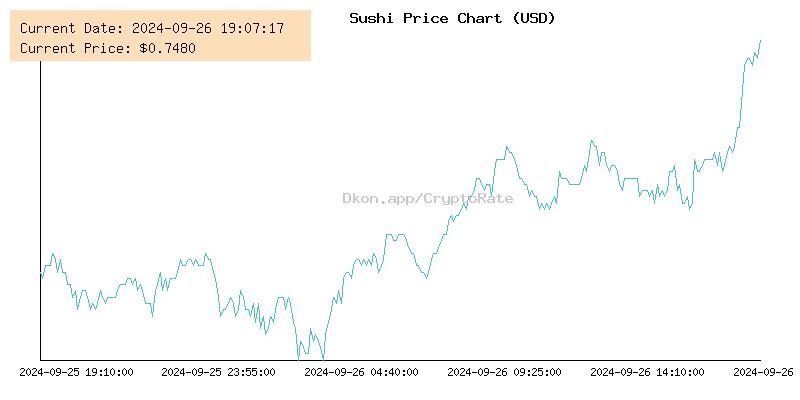 Sushi Price Chart (USD)
Current Date: 2024-09-26 19:07:17
Current Price: $0.7480
Dkon.app/CryptoRate
2024-09-25 19:10:00 2024-09-25 23:55:00 2024-09-26 04:40:00 2024-09-26 09:25:00 2024-09-26 14:10:00 2024-09-26